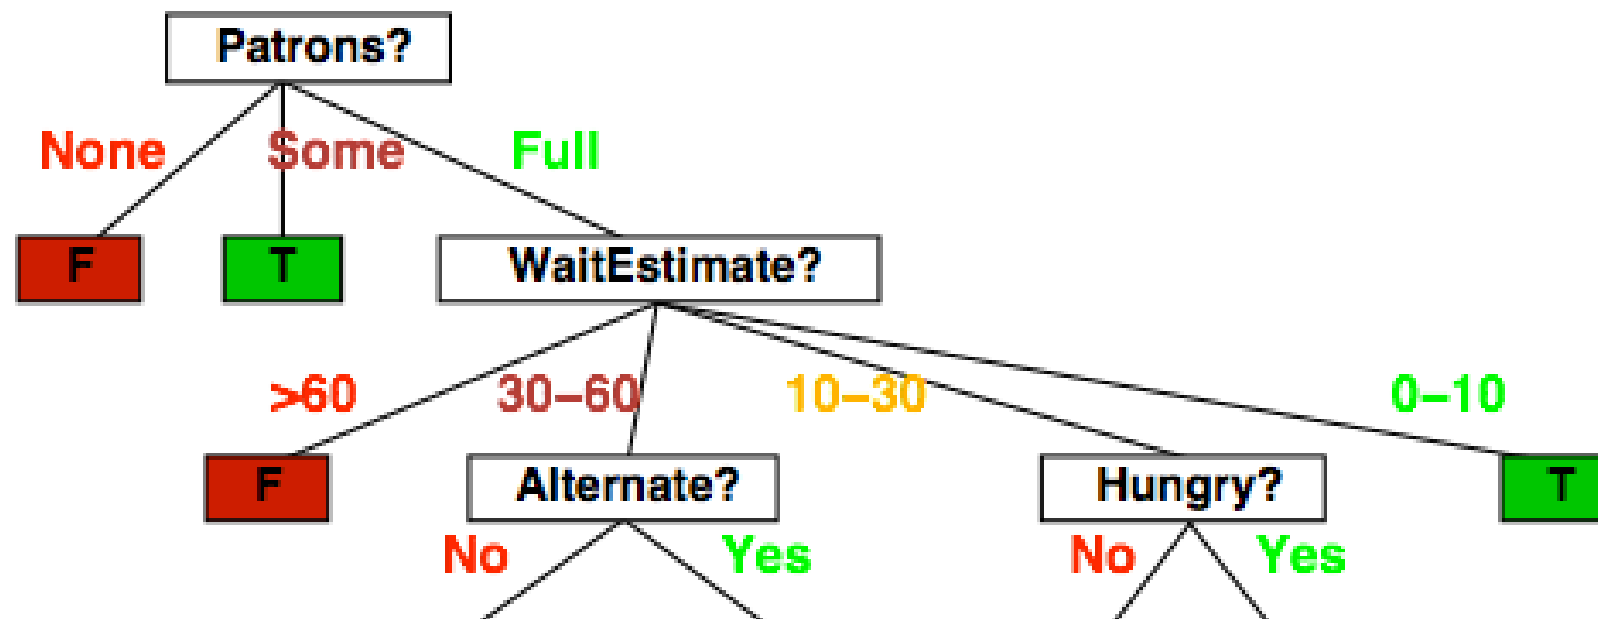 Patrons?
None Some Full
F T WaitEstimate?
>60 30–60 10–30 0–10
F Alternate? Hungry? T
No Yes No Yes